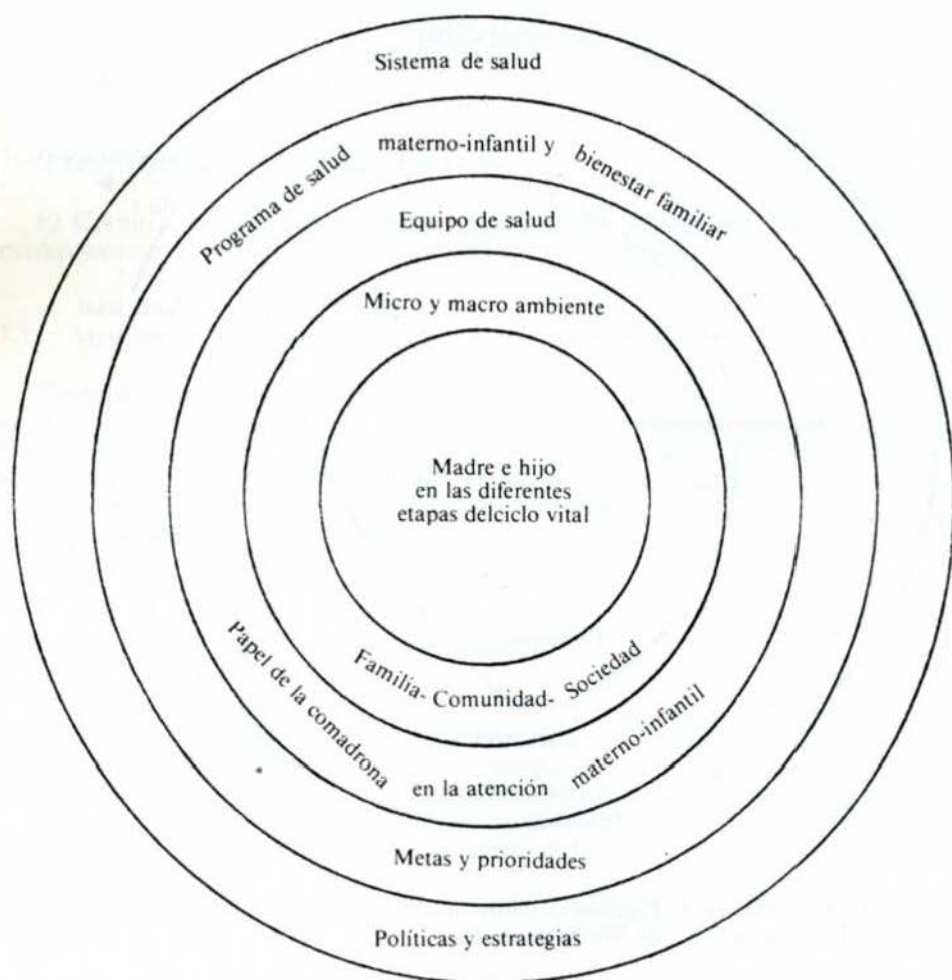 Sistema de salud
Programa de salud materno-infantil y bienestar familiar
Equipo de salud
Micro y macro ambiente
Madre e hijo
en las diferentes
etapas delciclo vital
Familia- Comunidad- Sociedad
Papel de la comadrona en la atención materno-infantil
Metas y prioridades
Políticas y estrategias